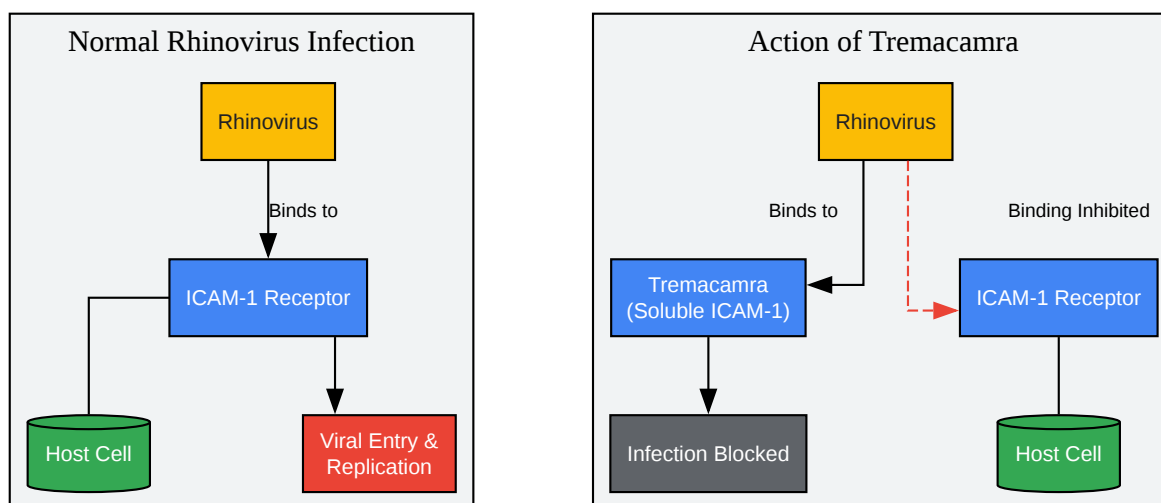 Normal Rhinovirus Infection
Rhinovirus
Binds to
ICAM-1 Receptor
Host Cell
Viral Entry &
Replication
Action of Tremacamra
Rhinovirus
Binds to
Binding Inhibited
Tremacamra
(Soluble ICAM-1)
ICAM-1 Receptor
Infection Blocked
Host Cell